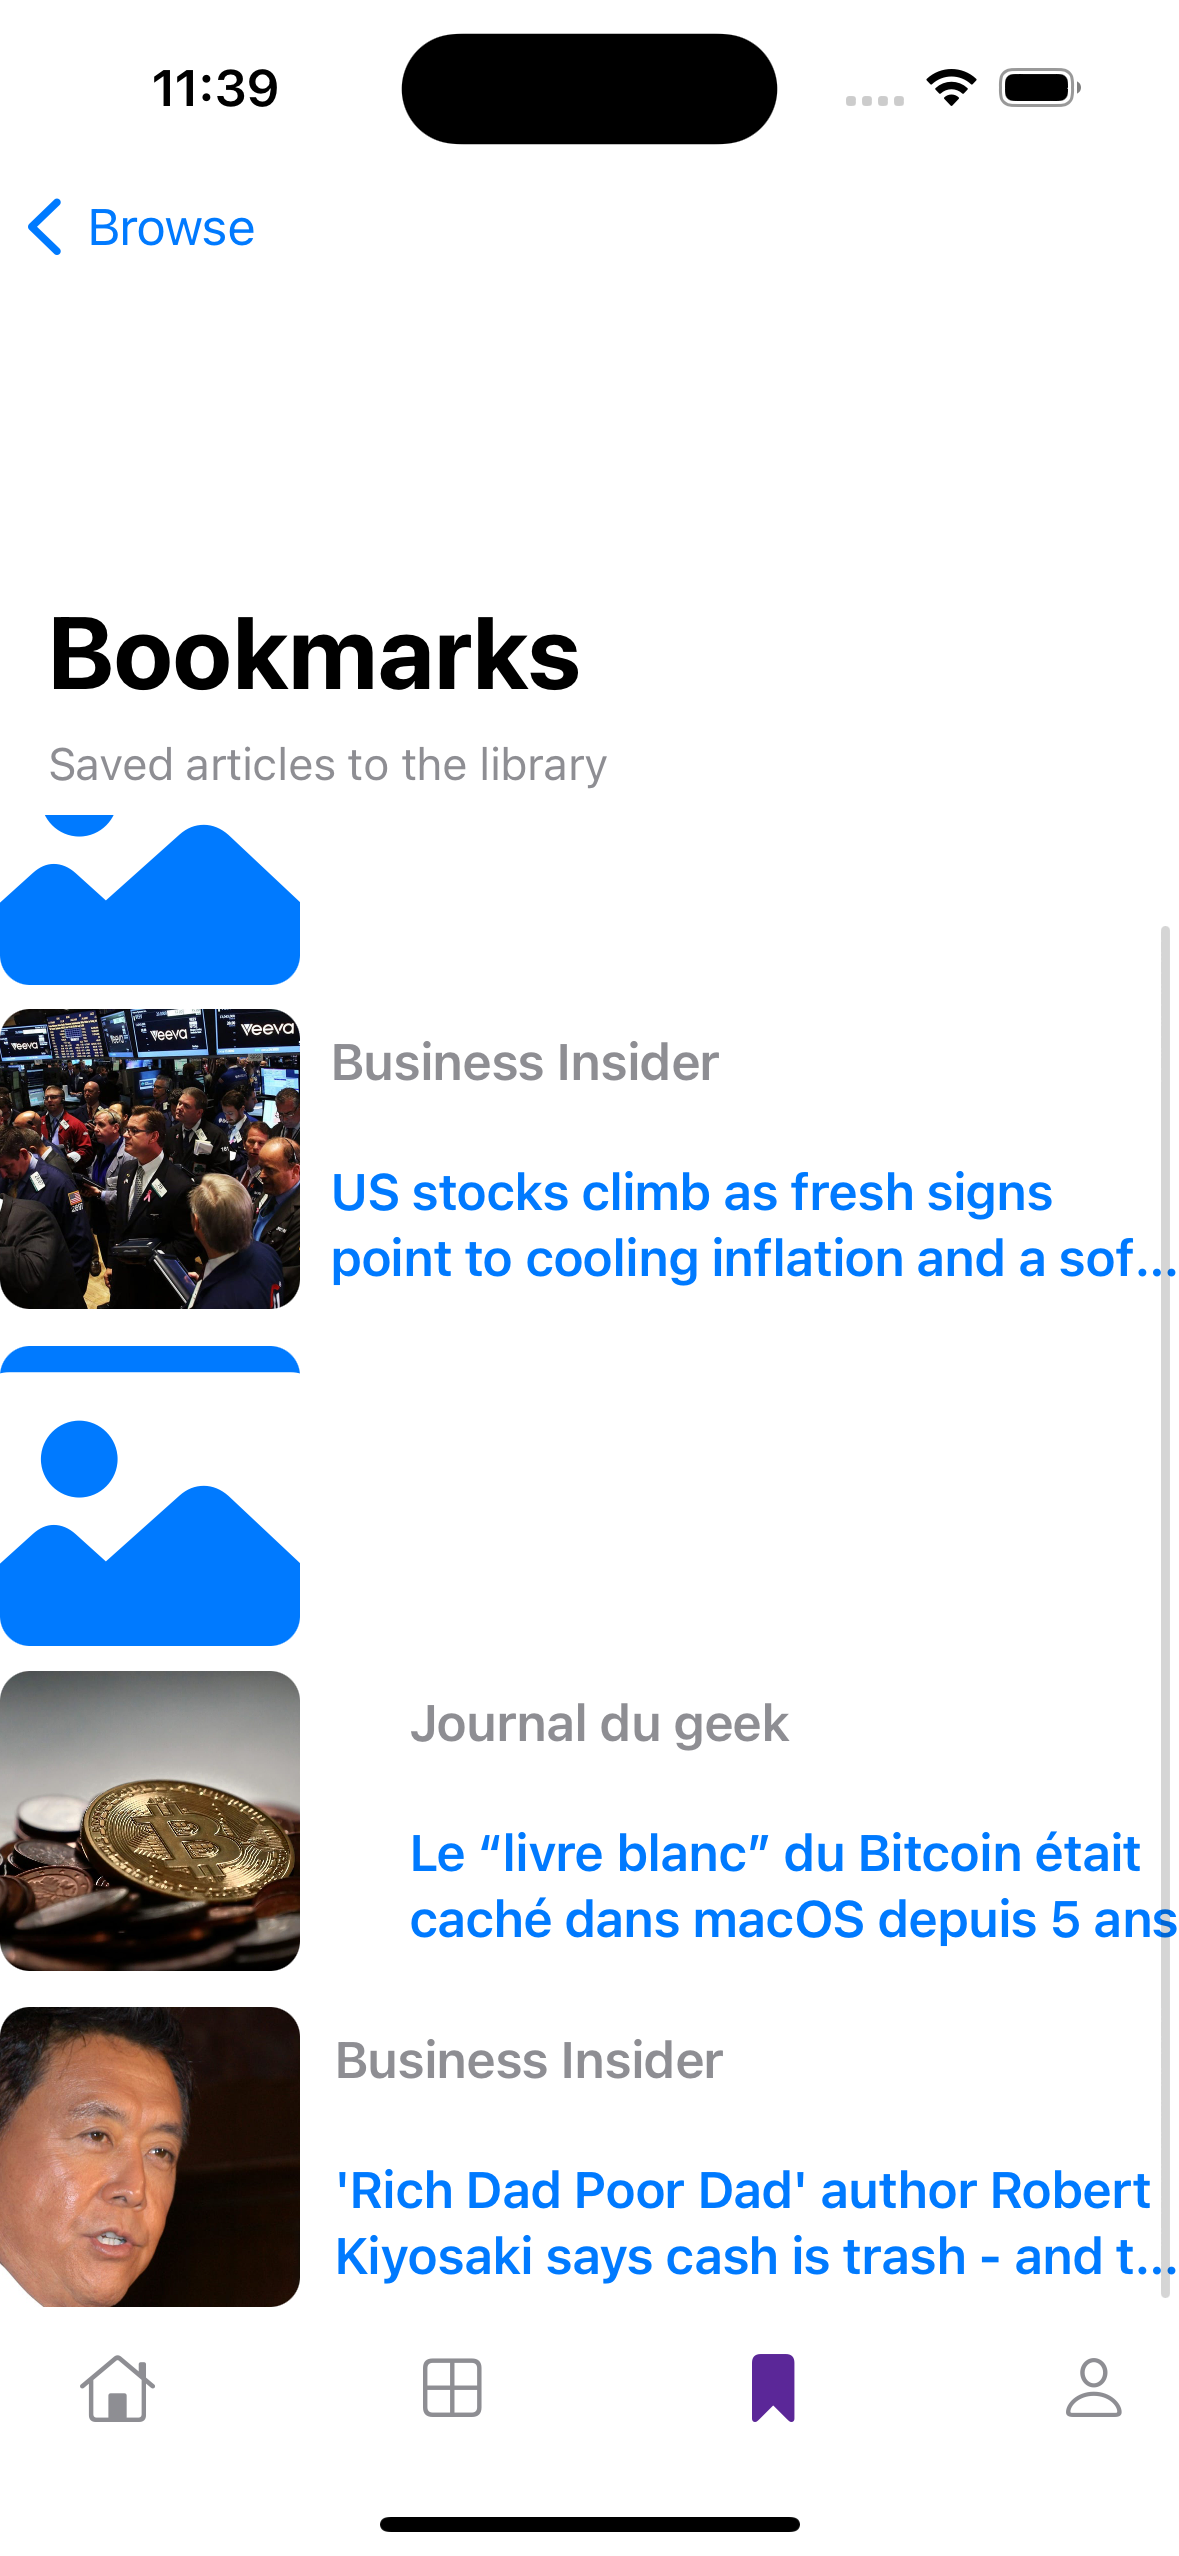 11:39
Browse
Bookmarks
Saved articles to the library
veeva
veeva
veeva
Business Insider
US stocks climb as fresh signs
point to cooling inflation and a sof...
Journal du geek
Le “livre blanc” du Bitcoin était
caché dans macOS depuis 5 ans
Business Insider
'Rich Dad Poor Dad' author Robert
Kiyosaki says cash is trash - and t...